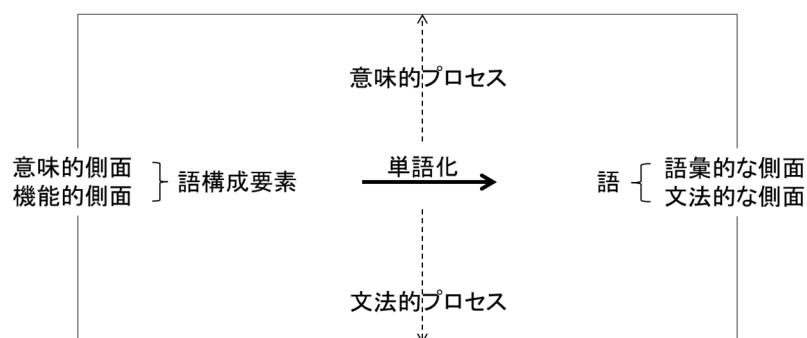 意味的プロセス
意味的側面
機能的側面
語構成要素
単語化
語
語彙的な側面
文法的な側面
文法的プロセス